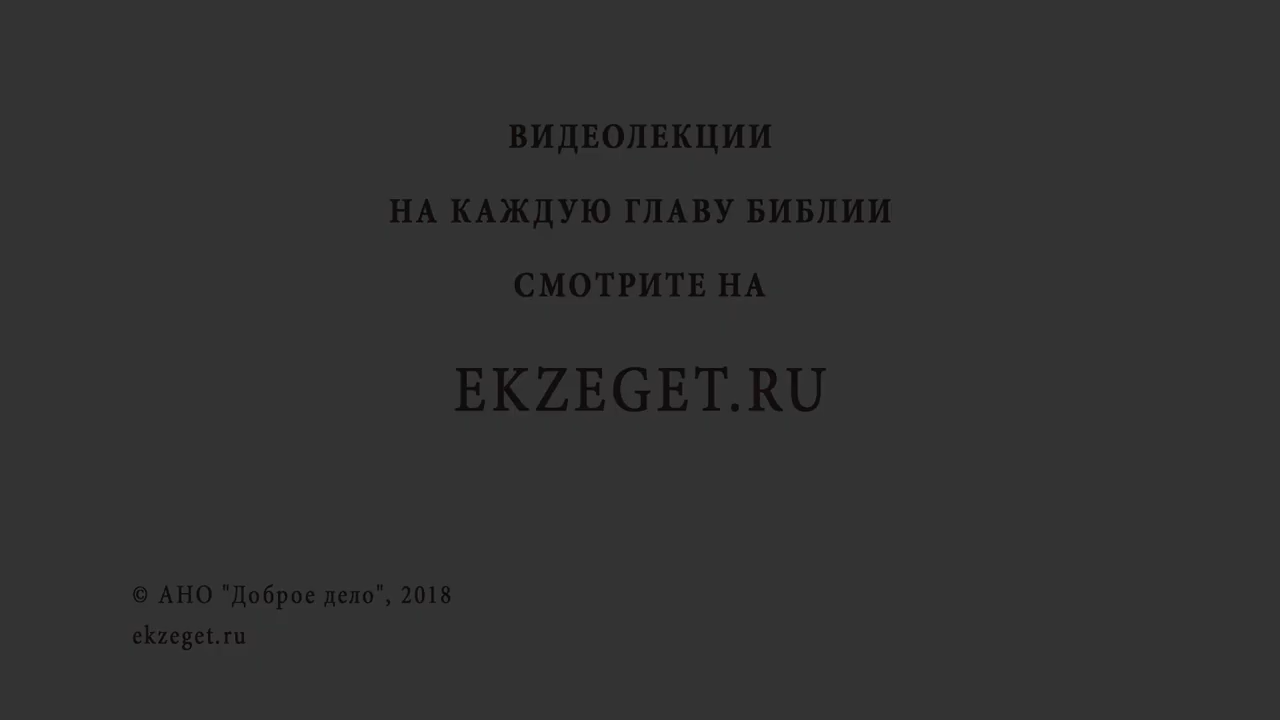 ВИДЕОЛЕКЦИИ
НА КАЖДУЮ ГЛАВУ БИБЛИИ
СМОТРИТЕ НА
EKZEGET.RU
© АНО "Доброе дело", 2018
ekzeget.ru